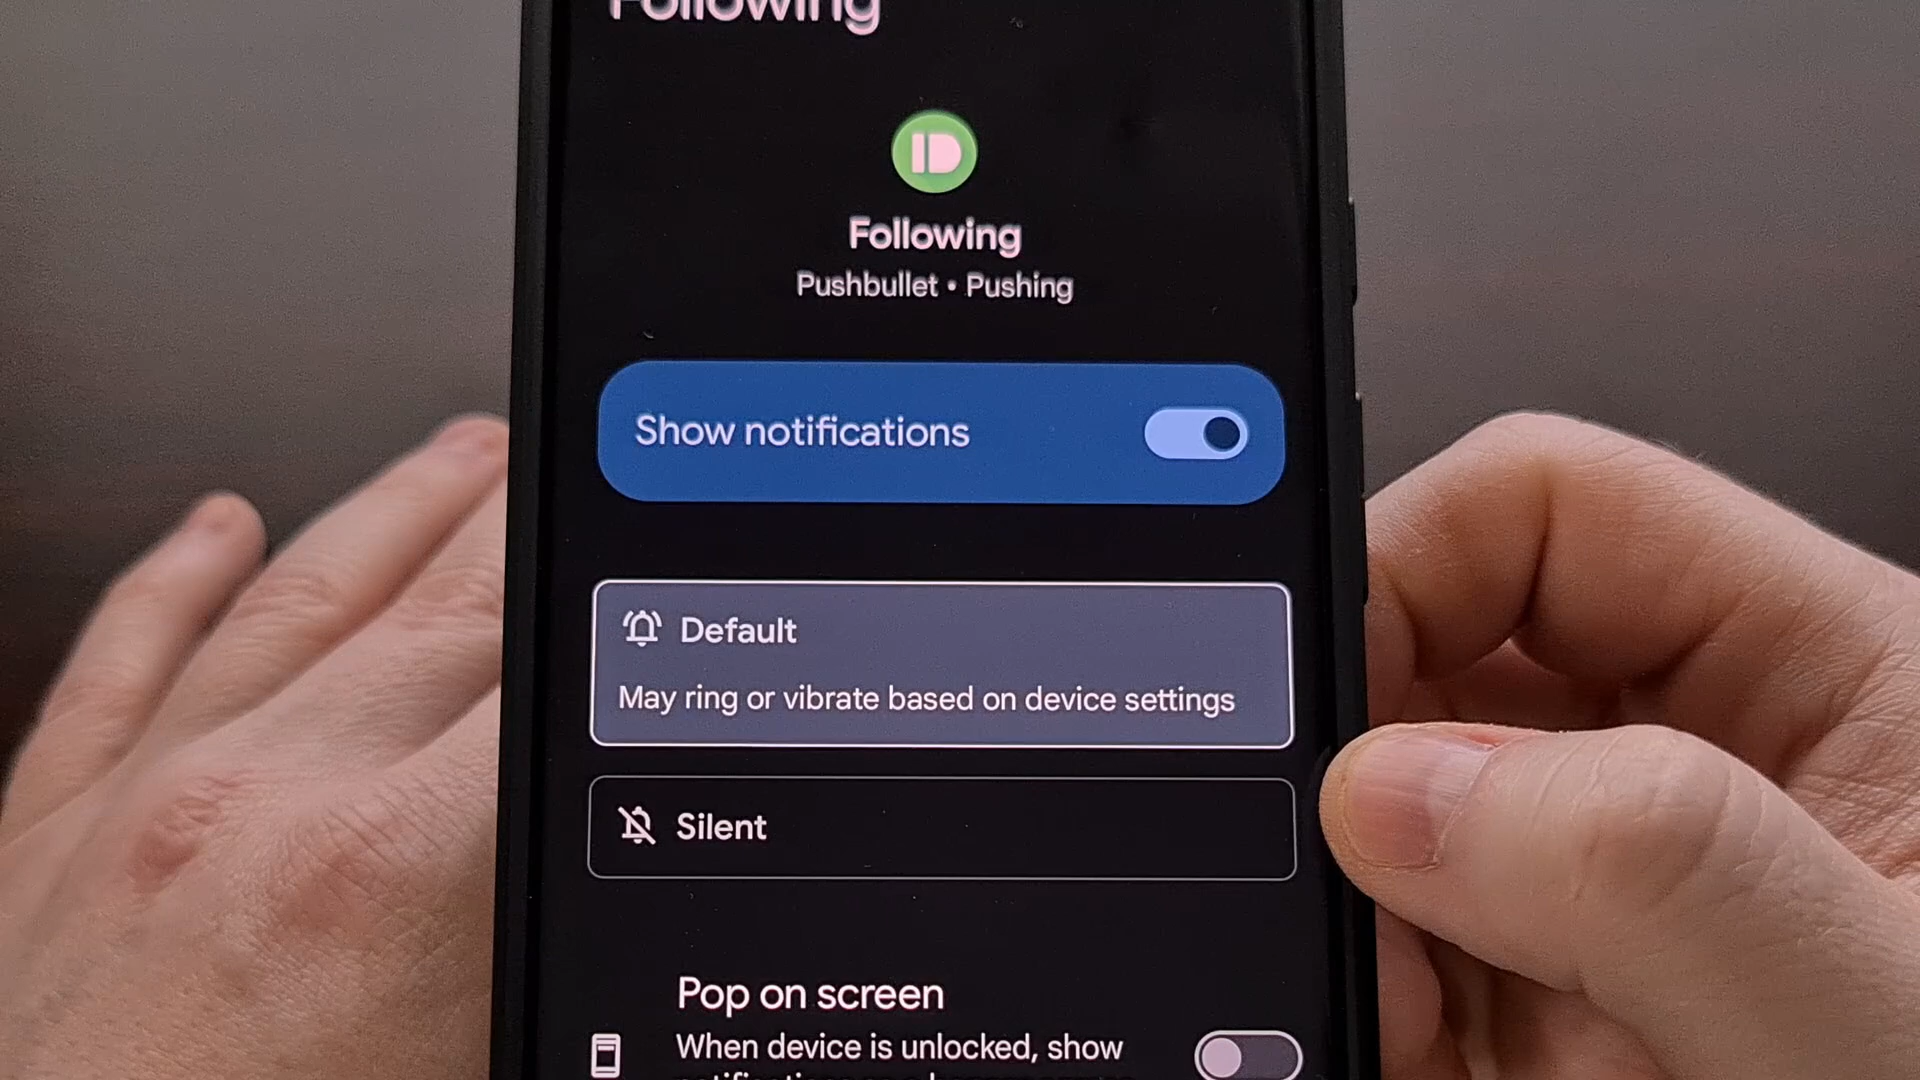 Following
Following
Pushbullet • Pushing
Show notifications
Default
May ring or vibrate based on device settings
Silent
Pop on screen
When device is unlocked, show